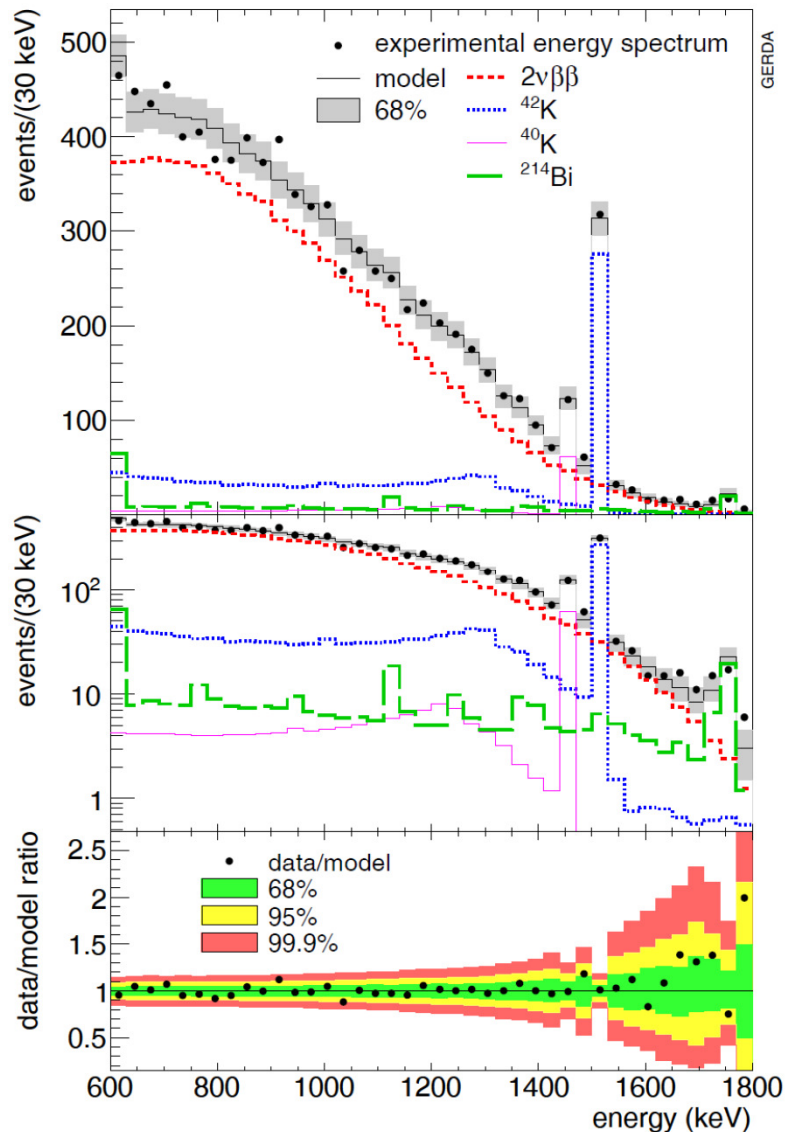 GERDA
events/(30 keV)
500
400
300
200
100
experimental energy spectrum
model
68%
2νββ
⁴²K
⁴⁰K
²¹⁴Bi
events/(30 keV)
10²
10
1
data/model ratio
2.5
2
1.5
1
0.5
data/model
68%
95%
99.9%
600 800 1000 1200 1400 1600 1800
energy (keV)